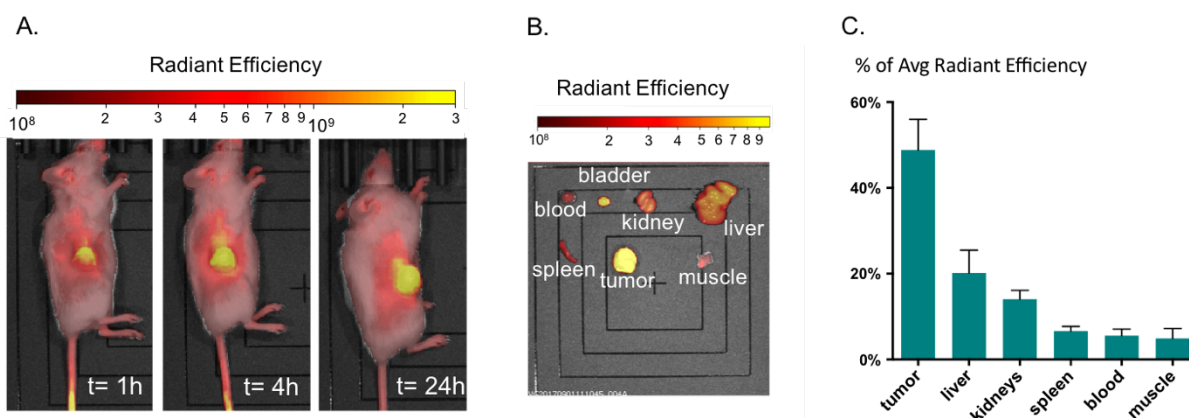 A.
Radiant Efficiency
10⁸ 2 3 4 5 6 7 8 9 10⁹ 2 3
t= 1h
t= 4h
t= 24h
B.
Radiant Efficiency
10⁸ 2 3 4 5 6 7 8 9
bladder
blood
kidney
liver
spleen
tumor
muscle
C.
% of Avg Radiant Efficiency
60%
40%
20%
0%
tumor
liver
kidneys
spleen
blood
muscle